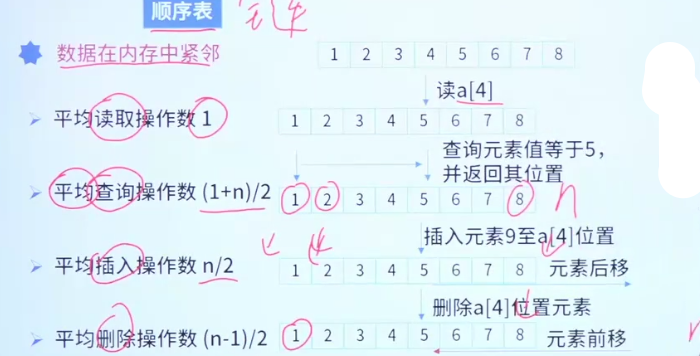 顺序表
数据在内存中紧邻
1 2 3 4 5 6 7 8
读a[4]
平均读取操作数 1
1 2 3 4 5 6 7 8
查询元素值等于5，
并返回其位置
平均查询操作数 (1+n)/2
1 2 3 4 5 6 7 8 n
插入元素9至a[4]位置
平均插入操作数 n/2
1 2 3 4 5 6 7 8
元素后移
删除a[4]位置元素
平均删除操作数 (n-1)/2
1 2 3 4 5 6 7 8
元素前移